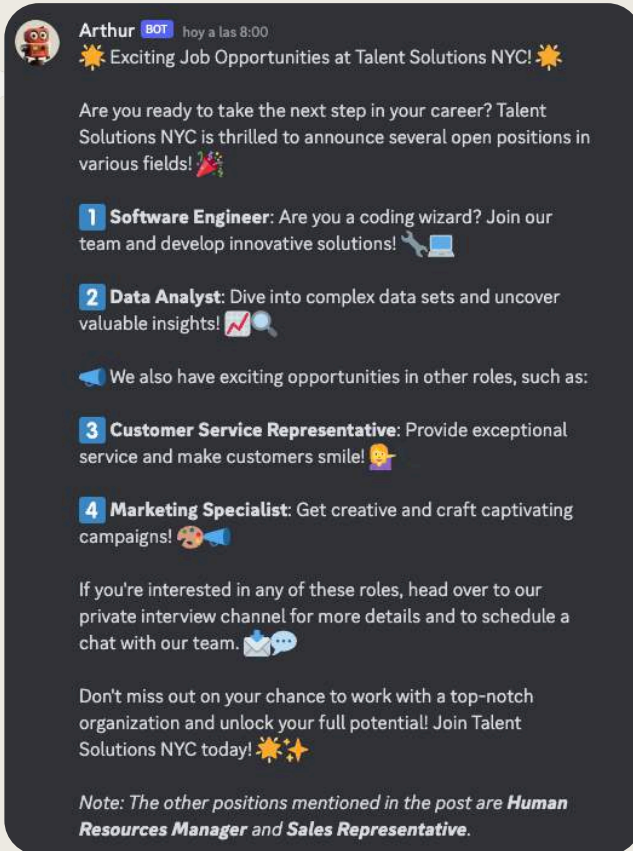 Arthur BOT hoy a las 8:00
🌟 Exciting Job Opportunities at Talent Solutions NYC! 🌟
Are you ready to take the next step in your career? Talent
Solutions NYC is thrilled to announce several open positions in
various fields! 🎉
1️⃣ Software Engineer: Are you a coding wizard? Join our
team and develop innovative solutions! 🔧💻
2️⃣ Data Analyst: Dive into complex data sets and uncover
valuable insights! 📈🔍
📣 We also have exciting opportunities in other roles, such as:
3️⃣ Customer Service Representative: Provide exceptional
service and make customers smile! 💁
4️⃣ Marketing Specialist: Get creative and craft captivating
campaigns! 🎨📣
If you're interested in any of these roles, head over to our
private interview channel for more details and to schedule a
chat with our team. 📩💬
Don't miss out on your chance to work with a top-notch
organization and unlock your full potential! Join Talent
Solutions NYC today! 🌟✨
Note: The other positions mentioned in the post are Human
Resources Manager and Sales Representative.